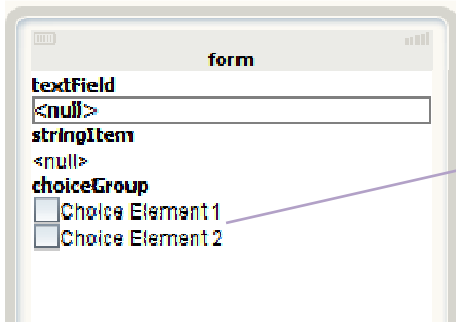 form
textField
<null>
stringItem
<null>
choiceGroup
Choice Element 1
Choice Element 2